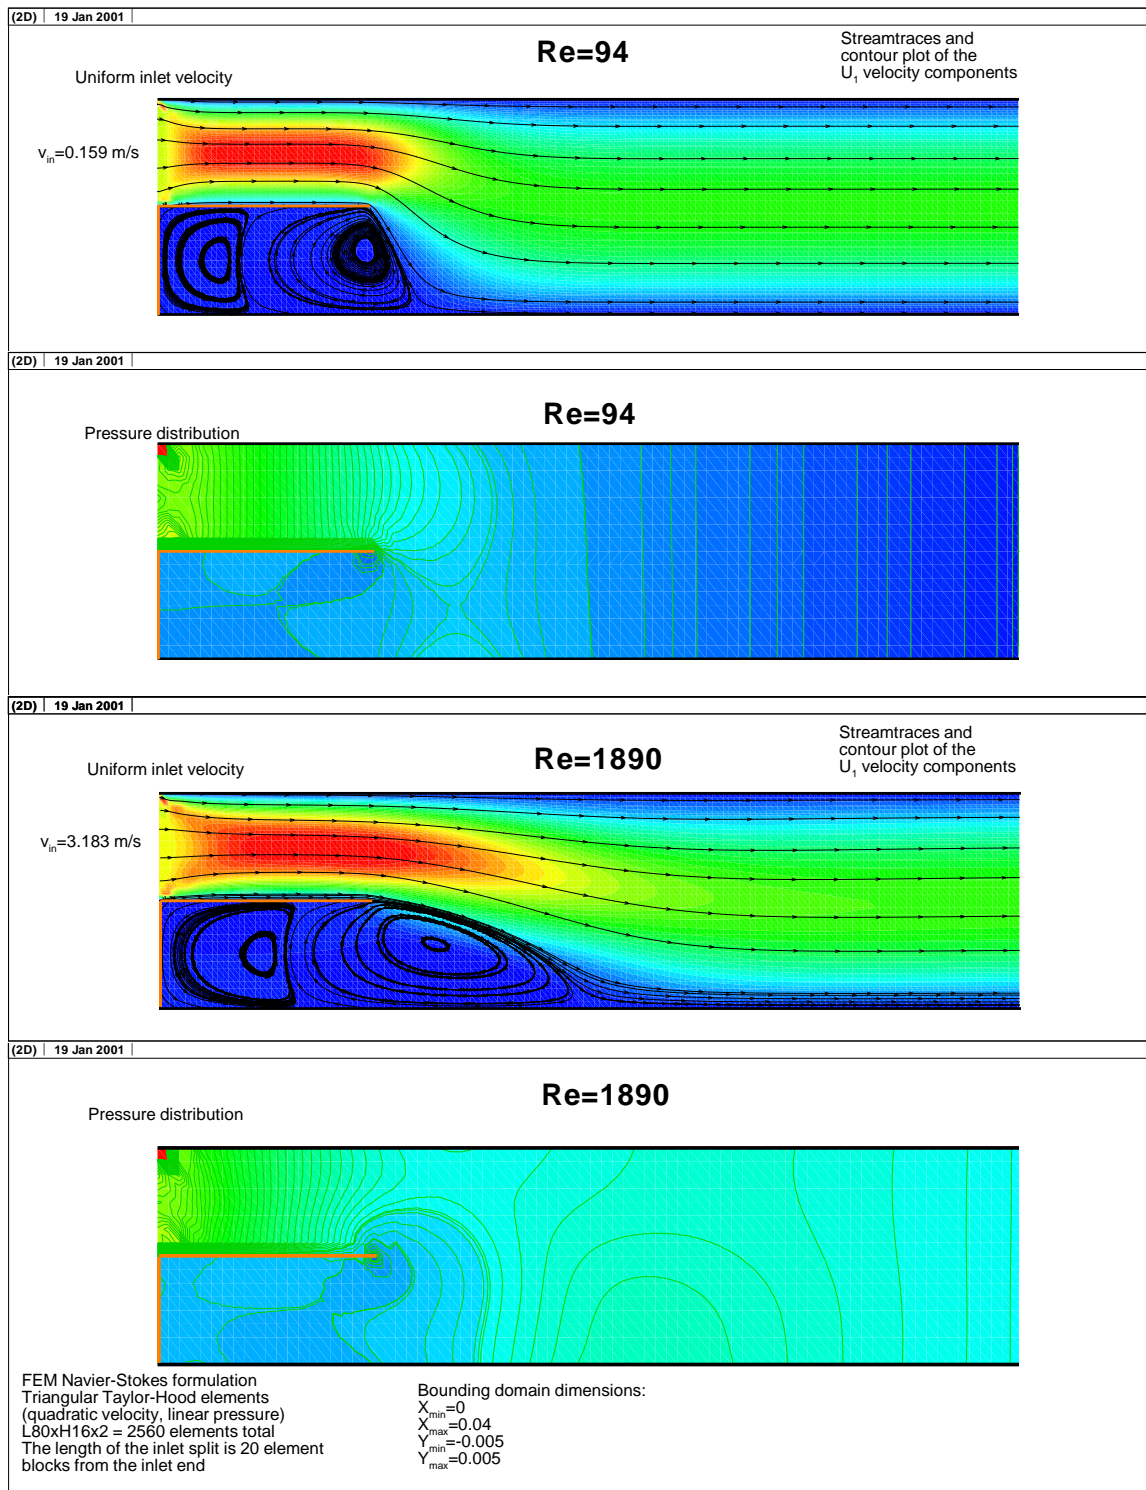 (2D) | 19 Jan 2001 |
Re=94
Streamtraces and
contour plot of the
U1 velocity components
Uniform inlet velocity
vin=0.159 m/s
(2D) | 19 Jan 2001 |
Re=94
Pressure distribution
(2D) | 19 Jan 2001 |
Re=1890
Streamtraces and
contour plot of the
U1 velocity components
Uniform inlet velocity
vin=3.183 m/s
(2D) | 19 Jan 2001 |
Re=1890
Pressure distribution
FEM Navier-Stokes formulation
Triangular Taylor-Hood elements
(quadratic velocity, linear pressure)
L80xH16x2 = 2560 elements total
The length of the inlet split is 20 element
blocks from the inlet end
Bounding domain dimensions:
Xmin=0
Xmax=0.04
Ymin=-0.005
Ymax=0.005